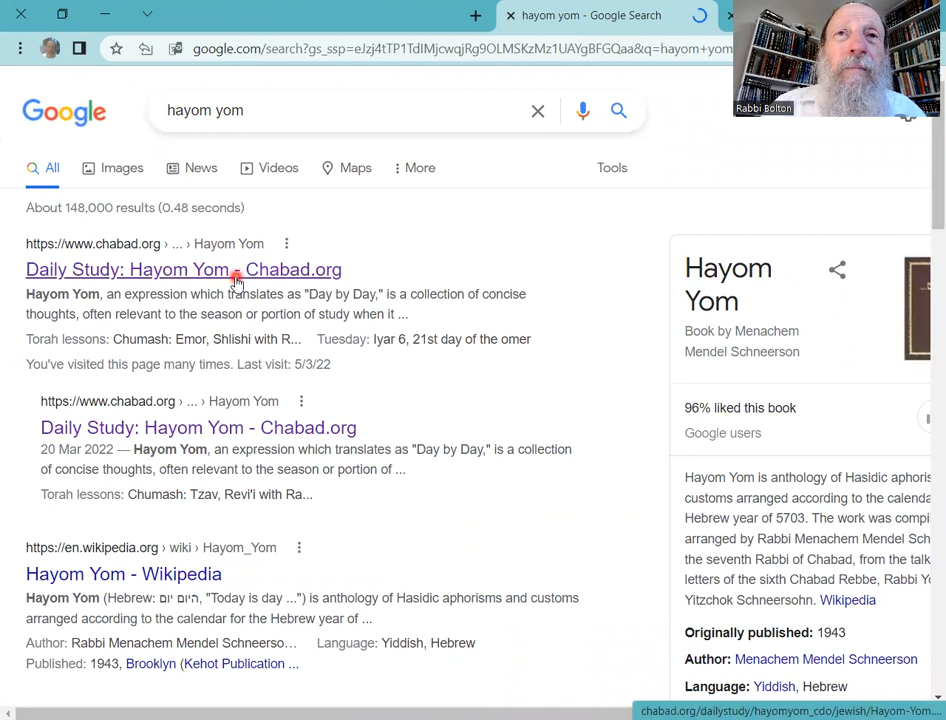 hayom yom - Google Search
google.com/search?gs_ssp=eJzj4tTP1TdIMjcwqjRg9OLMSKzMz1UAYgBFGQaa&q=hayom+yom
Rabbi Bolton
Google
hayom yom
All Images News Videos Maps More Tools
About 148,000 results (0.48 seconds)
https://www.chabad.org › ... › Hayom Yom
Daily Study: Hayom Yom - Chabad.org
Hayom Yom, an expression which translates as "Day by Day," is a collection of concise
thoughts, often relevant to the season or portion of study when it ...
Torah lessons: Chumash: Emor, Shlishi with R... Tuesday: Iyar 6, 21st day of the omer
You've visited this page many times. Last visit: 5/3/22
https://www.chabad.org › ... › Hayom Yom
Daily Study: Hayom Yom - Chabad.org
20 Mar 2022 — Hayom Yom, an expression which translates as "Day by Day," is a collection
of concise thoughts, often relevant to the season or portion of ...
Torah lessons: Chumash: Tzav, Revi'i with Ra...
https://en.wikipedia.org › wiki › Hayom_Yom
Hayom Yom - Wikipedia
Hayom Yom (Hebrew: היום יום, "Today is day ...") is anthology of Hasidic aphorisms and customs
arranged according to the calendar for the Hebrew year of ...
Author: Rabbi Menachem Mendel Schneerso... Language: Yiddish, Hebrew
Published: 1943, Brooklyn (Kehot Publication ...
Hayom
Yom
Book by Menachem
Mendel Schneerson
96% liked this book
Google users
Hayom Yom is anthology of Hasidic aphoris
customs arranged according to the calenda
Hebrew year of 5703. The work was compi
arranged by Rabbi Menachem Mendel Sch
the seventh Rabbi of Chabad, from the talk
letters of the sixth Chabad Rebbe, Rabbi Yo
Yitzchok Schneersohn. Wikipedia
Originally published: 1943
Author: Menachem Mendel Schneerson
Language: Yiddish, Hebrew
chabad.org/dailystudy/hayomyom_cdo/jewish/Hayom-Yom....